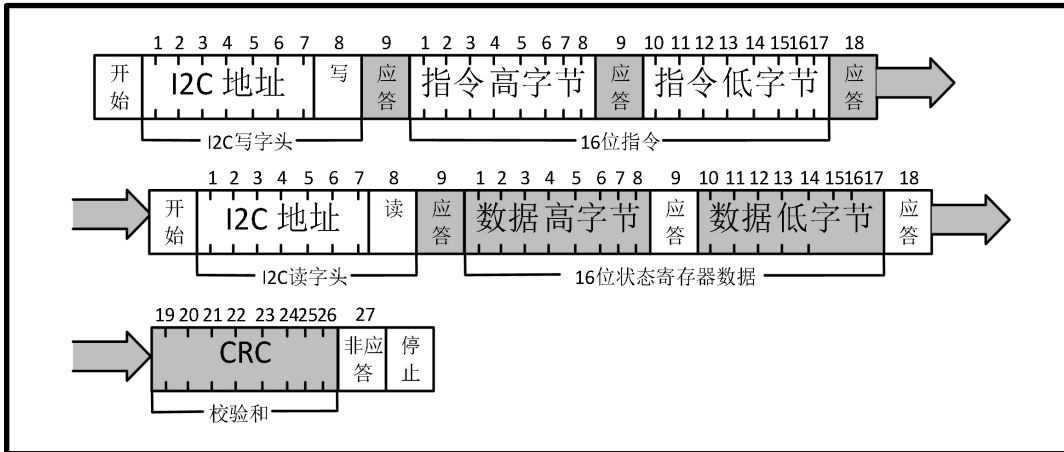 1 2 3 4 5 6 7 8 9 1 2 3 4 5 6 7 8 9 10 11 12 13 14 15 16 17 18
开始 I2C 地址 写 应答 指令高字节 应答 指令低字节 应答
I2C写字头 16位指令
1 2 3 4 5 6 7 8 9 1 2 3 4 5 6 7 8 9 10 11 12 13 14 15 16 17 18
开始 I2C 地址 读 应答 数据高字节 应答 数据低字节 应答
I2C读字头 16位状态寄存器数据
19 20 21 22 23 24 25 26 27
CRC 非应答 停止
校验和